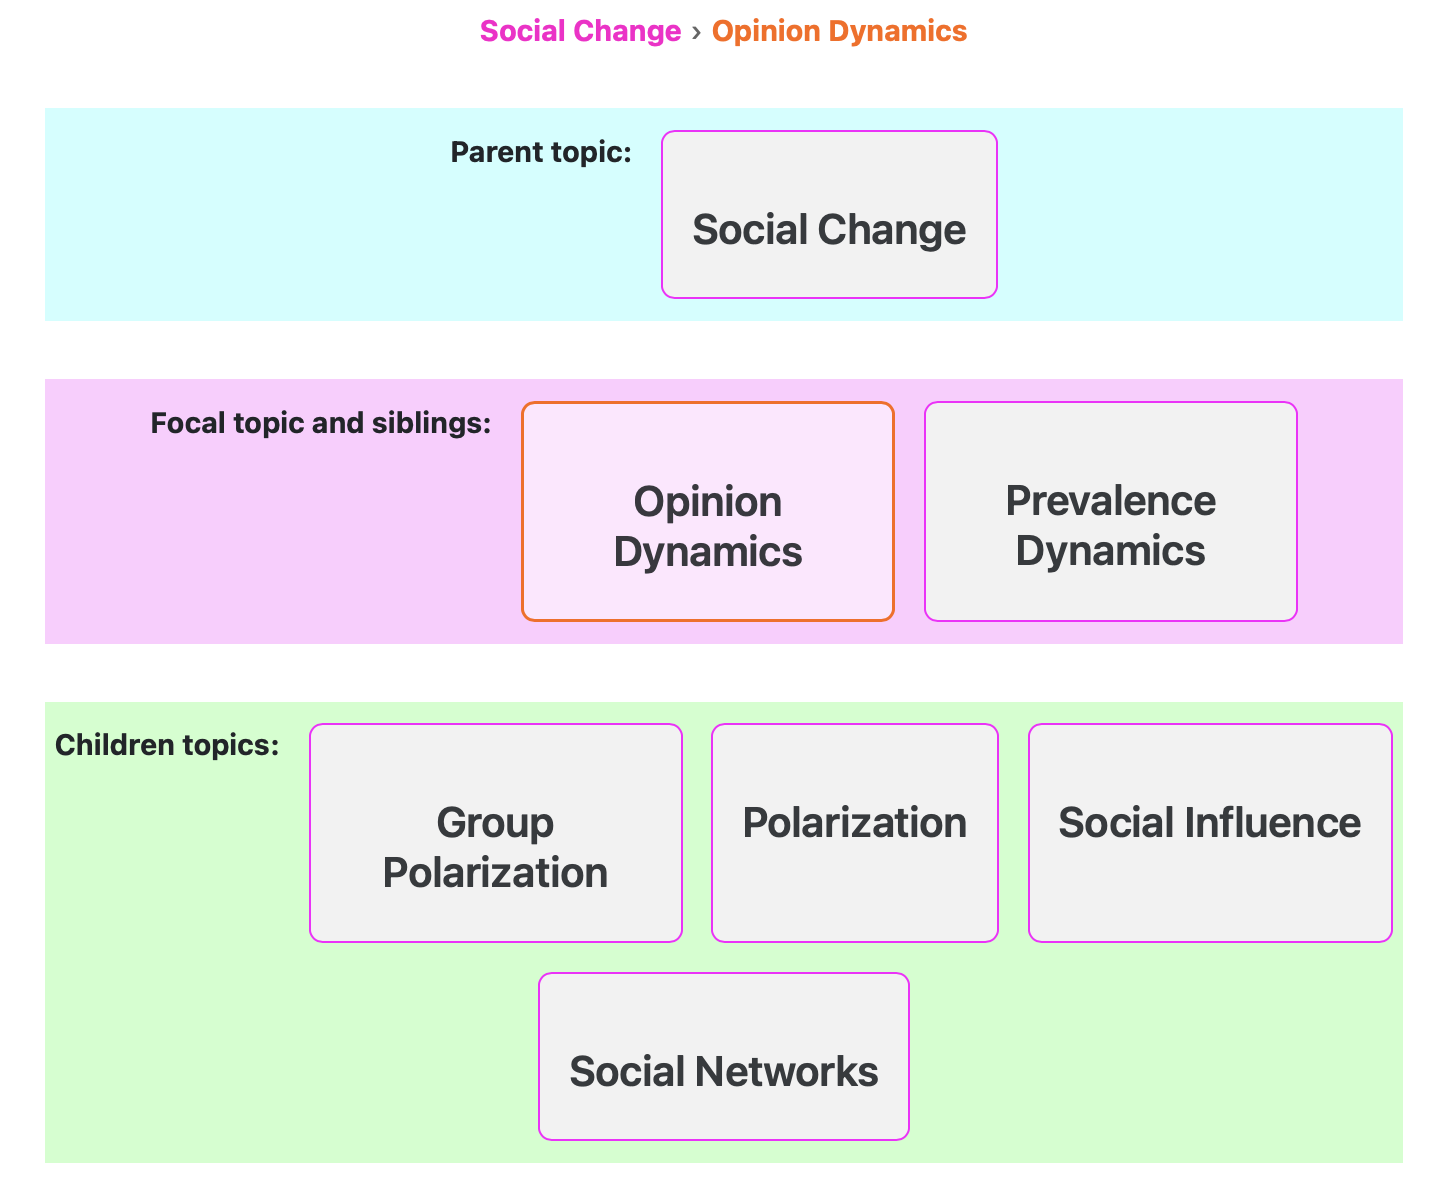 Social Change › Opinion Dynamics
Parent topic:
Social Change
Focal topic and siblings:
Opinion
Dynamics
Prevalence
Dynamics
Children topics:
Group
Polarization
Polarization
Social Influence
Social Networks